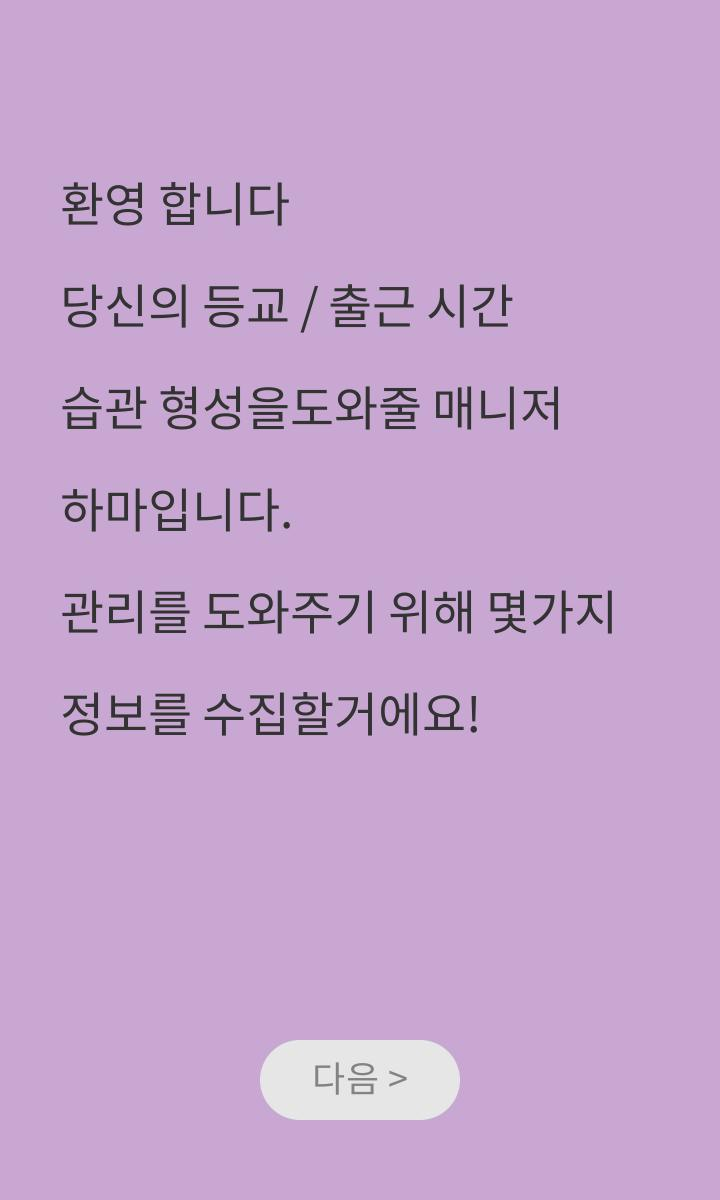 환영 합니다
당신의 등교 / 출근 시간
습관 형성을도와줄 매니저
하마입니다.
관리를 도와주기 위해 몇가지
정보를 수집할거에요!
다음 >